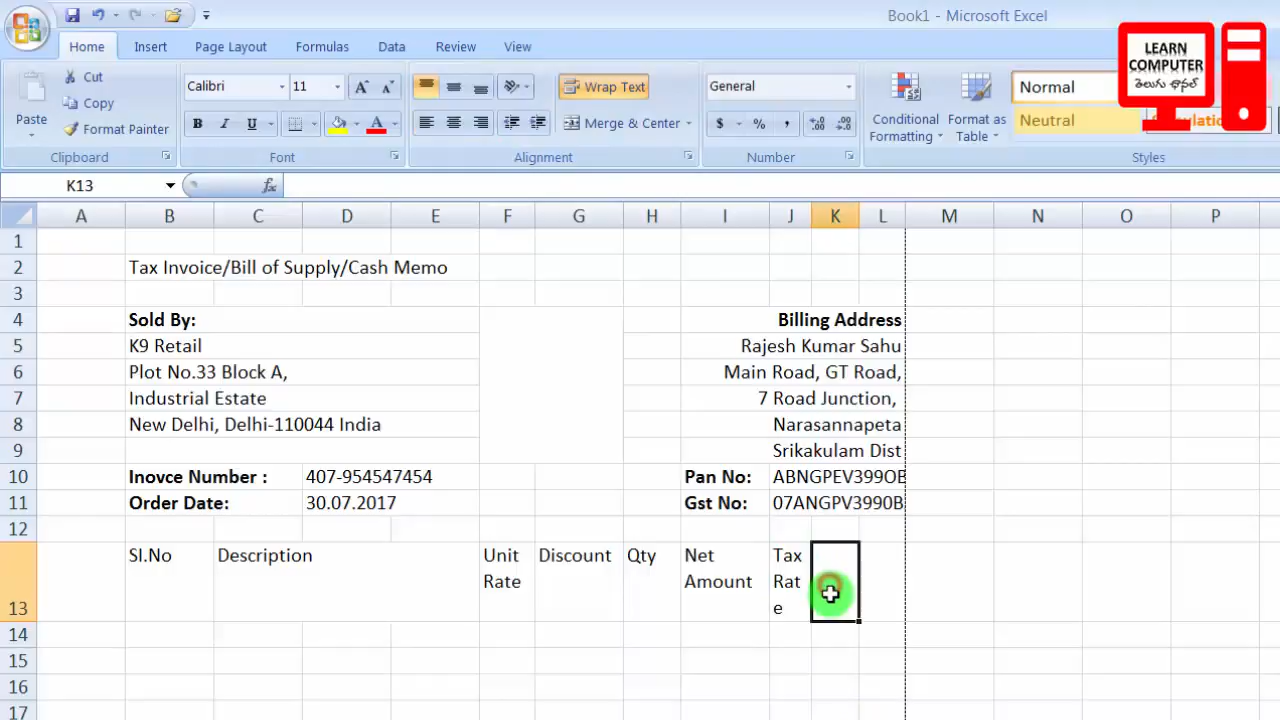 Book1 - Microsoft Excel
Home Insert Page Layout Formulas Data Review View
LEARN
COMPUTER
తెలుగు ఛానల్
Paste
Cut
Copy
Format Painter
Clipboard
Calibri 11
B I U A
Font
Wrap Text
Merge & Center
Alignment
General
$ % ,
Number
Conditional
Formatting
Format as
Table
Normal
Neutral
Styles
K13
fx
A B C D E F G H I J K L M N O P
1
2 Tax Invoice/Bill of Supply/Cash Memo
3
4 Sold By: Billing Address
5 K9 Retail Rajesh Kumar Sahu
6 Plot No.33 Block A, Main Road, GT Road,
7 Industrial Estate 7 Road Junction,
8 New Delhi, Delhi-110044 India Narasannapeta
9 Srikakulam Dist
10 Inovce Number : 407-954547454 Pan No: ABNGPEV399OB
11 Order Date: 30.07.2017 Gst No: 07ANGPV3990B
12
13 Sl.No Description Unit Rate Discount Qty Net Amount Tax Rate
14
15
16
17